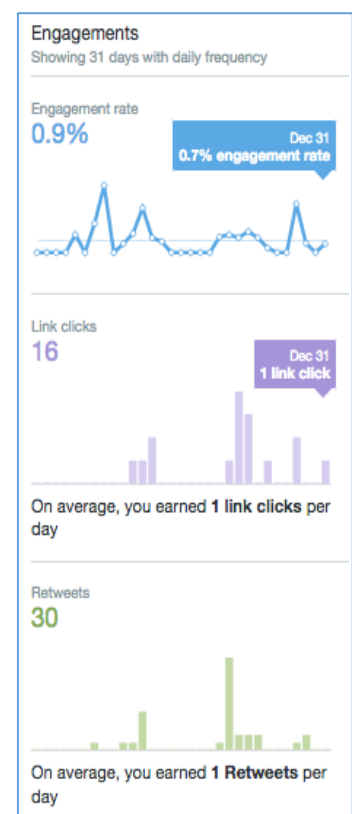 Engagements
Showing 31 days with daily frequency
Engagement rate
0.9%
Dec 31
0.7% engagement rate
Link clicks
16
Dec 31
1 link click
On average, you earned 1 link clicks per
day
Retweets
30
On average, you earned 1 Retweets per
day